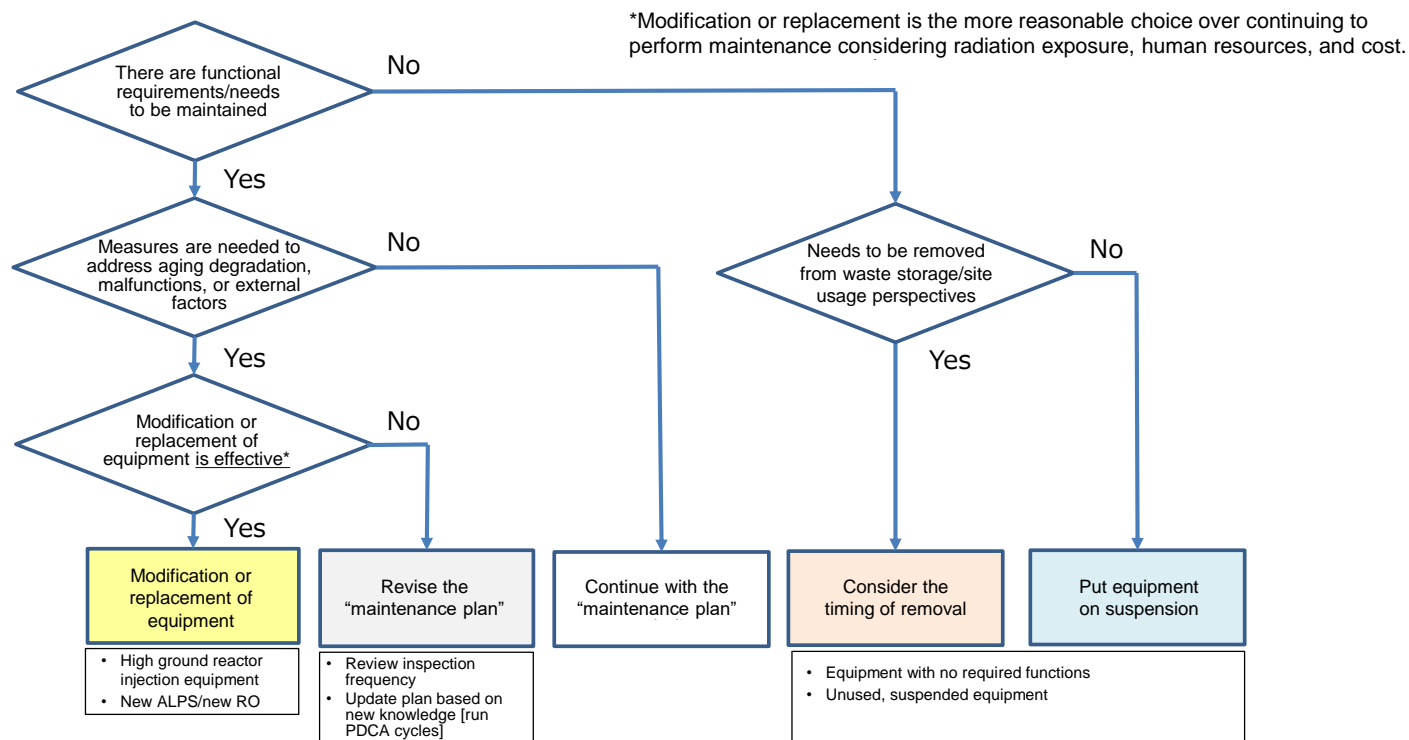 *Modification or replacement is the more reasonable choice over continuing to
perform maintenance considering radiation exposure, human resources, and cost.
There are functional
requirements/needs
to be maintained
No
Yes
Measures are needed to
address aging degradation,
malfunctions, or external
factors
No
Yes
Needs to be removed
from waste storage/site
usage perspectives
No
Yes
Modification or
replacement of
equipment is effective*
No
Yes
Modification or
replacement of
equipment
Revise the
“maintenance plan”
Continue with the
“maintenance plan”
Consider the
timing of removal
Put equipment
on suspension
• High ground reactor
injection equipment
• New ALPS/new RO
• Review inspection
frequency
• Update plan based on
new knowledge [run
PDCA cycles]
• Equipment with no required functions
• Unused, suspended equipment